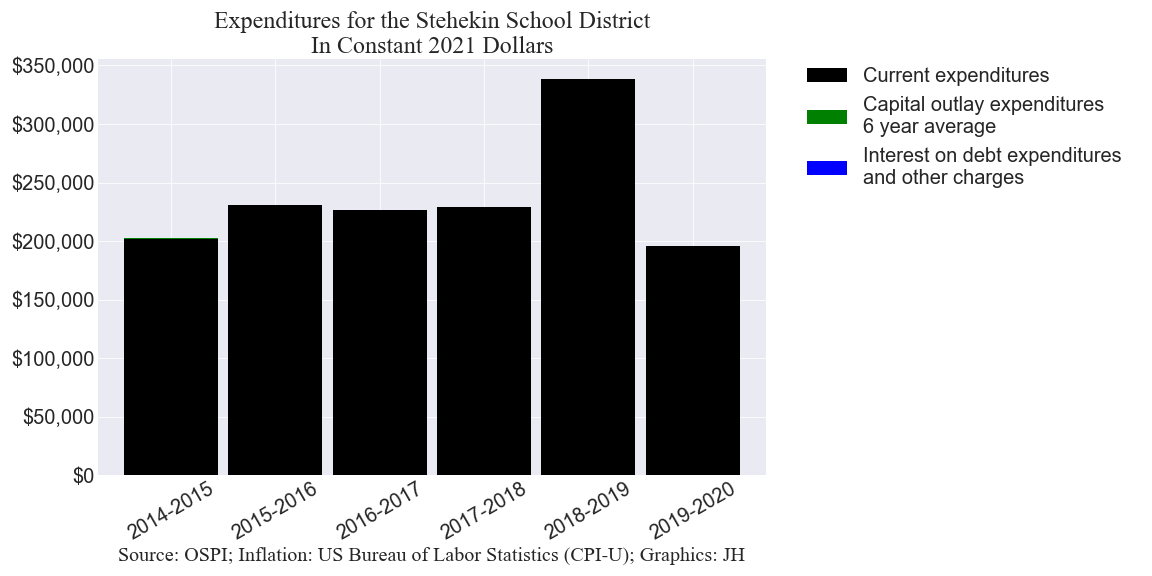 Expenditures for the Stehekin School District
In Constant 2021 Dollars
$350,000
$300,000
$250,000
$200,000
$150,000
$100,000
$50,000
$0
2014-2015
2015-2016
2016-2017
2017-2018
2018-2019
2019-2020
Current expenditures
Capital outlay expenditures
6 year average
Interest on debt expenditures
and other charges
Source: OSPI; Inflation: US Bureau of Labor Statistics (CPI-U); Graphics: JH